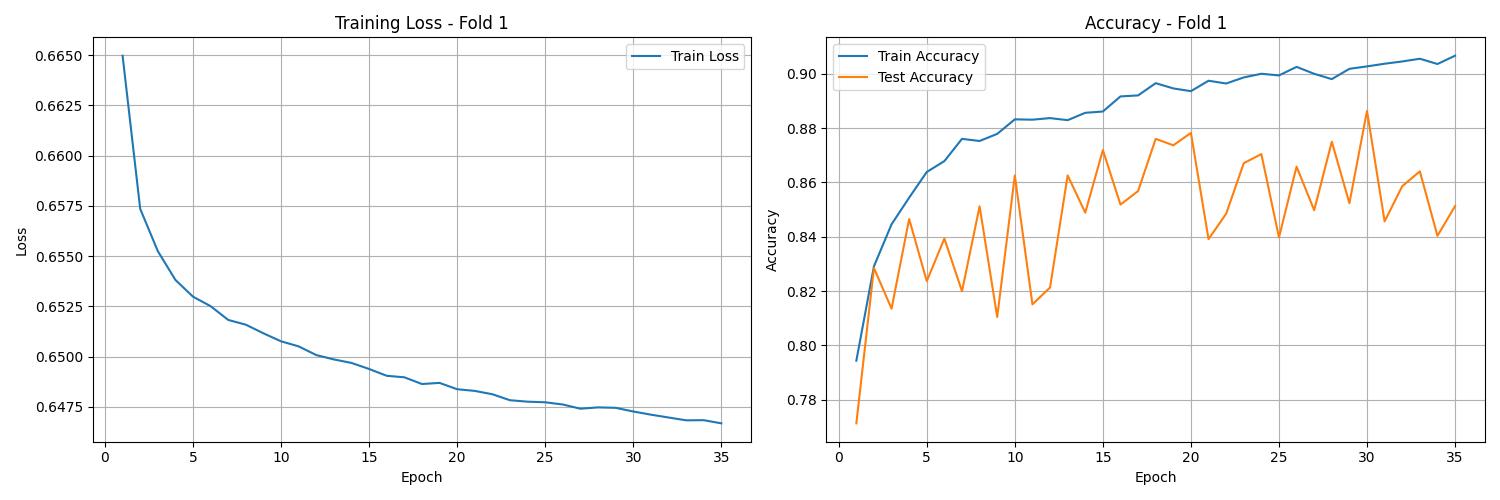 Training Loss - Fold 1
Train Loss
0.6650
0.6625
0.6600
0.6575
0.6550
0.6525
0.6500
0.6475
Loss
0 5 10 15 20 25 30 35
Epoch
Accuracy - Fold 1
Train Accuracy
Test Accuracy
0.90
0.88
0.86
0.84
0.82
0.80
0.78
Accuracy
0 5 10 15 20 25 30 35
Epoch